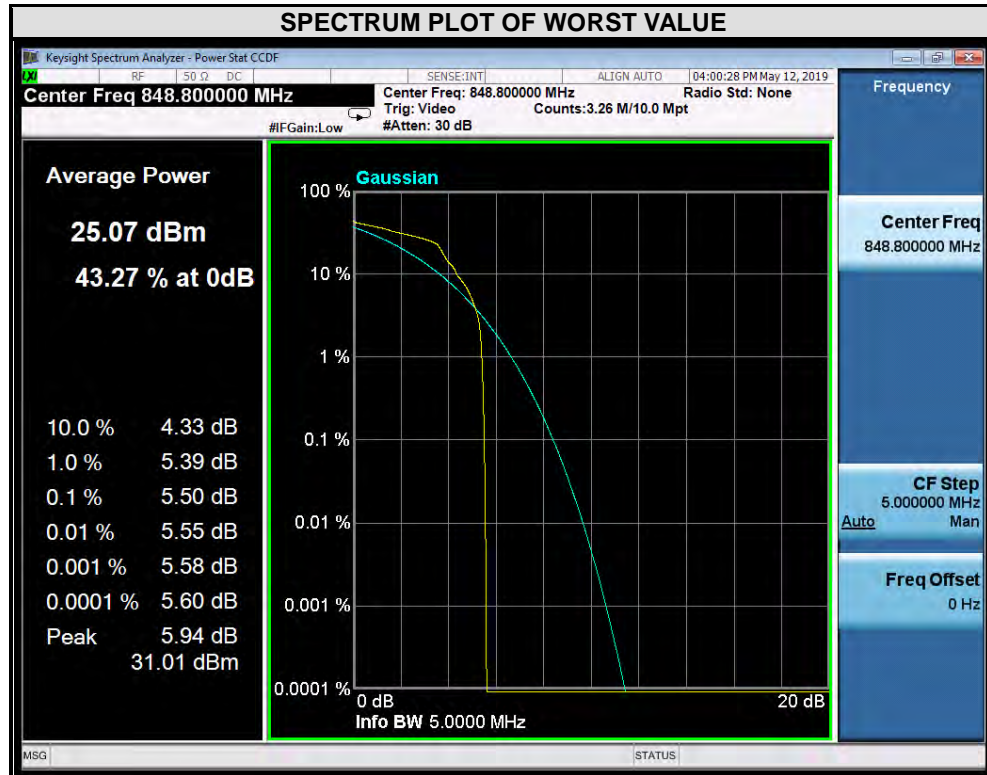 SPECTRUM PLOT OF WORST VALUE
Keysight Spectrum Analyzer - Power Stat CCDF
LXI RF 50 Ω DC SENSE:INT ALIGN AUTO 04:00:28 PM May 12, 2019
Center Freq 848.800000 MHz
#IFGain:Low
Center Freq: 848.800000 MHz Radio Std: None
Trig: Video Counts:3.26 M/10.0 Mpt
#Atten: 30 dB
Average Power
25.07 dBm
43.27 % at 0dB
10.0 % 4.33 dB
1.0 % 5.39 dB
0.1 % 5.50 dB
0.01 % 5.55 dB
0.001 % 5.58 dB
0.0001 % 5.60 dB
Peak 5.94 dB
31.01 dBm
Gaussian
100 %
10 %
1 %
0.1 %
0.01 %
0.001 %
0.0001 %
0 dB 20 dB
Info BW 5.0000 MHz
Frequency
Center Freq
848.800000 MHz
CF Step
5.000000 MHz
Auto Man
Freq Offset
0 Hz
MSG STATUS